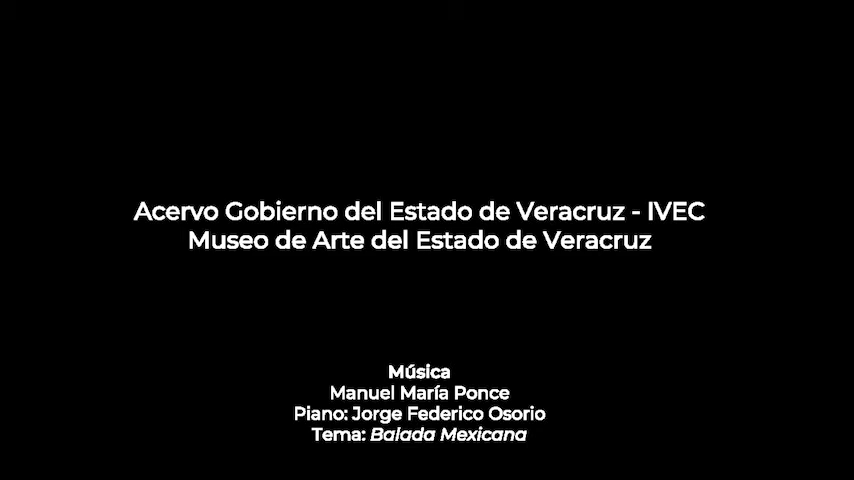 Acervo Gobierno del Estado de Veracruz - IVEC
Museo de Arte del Estado de Veracruz
Música
Manuel María Ponce
Piano: Jorge Federico Osorio
Tema: Balada Mexicana